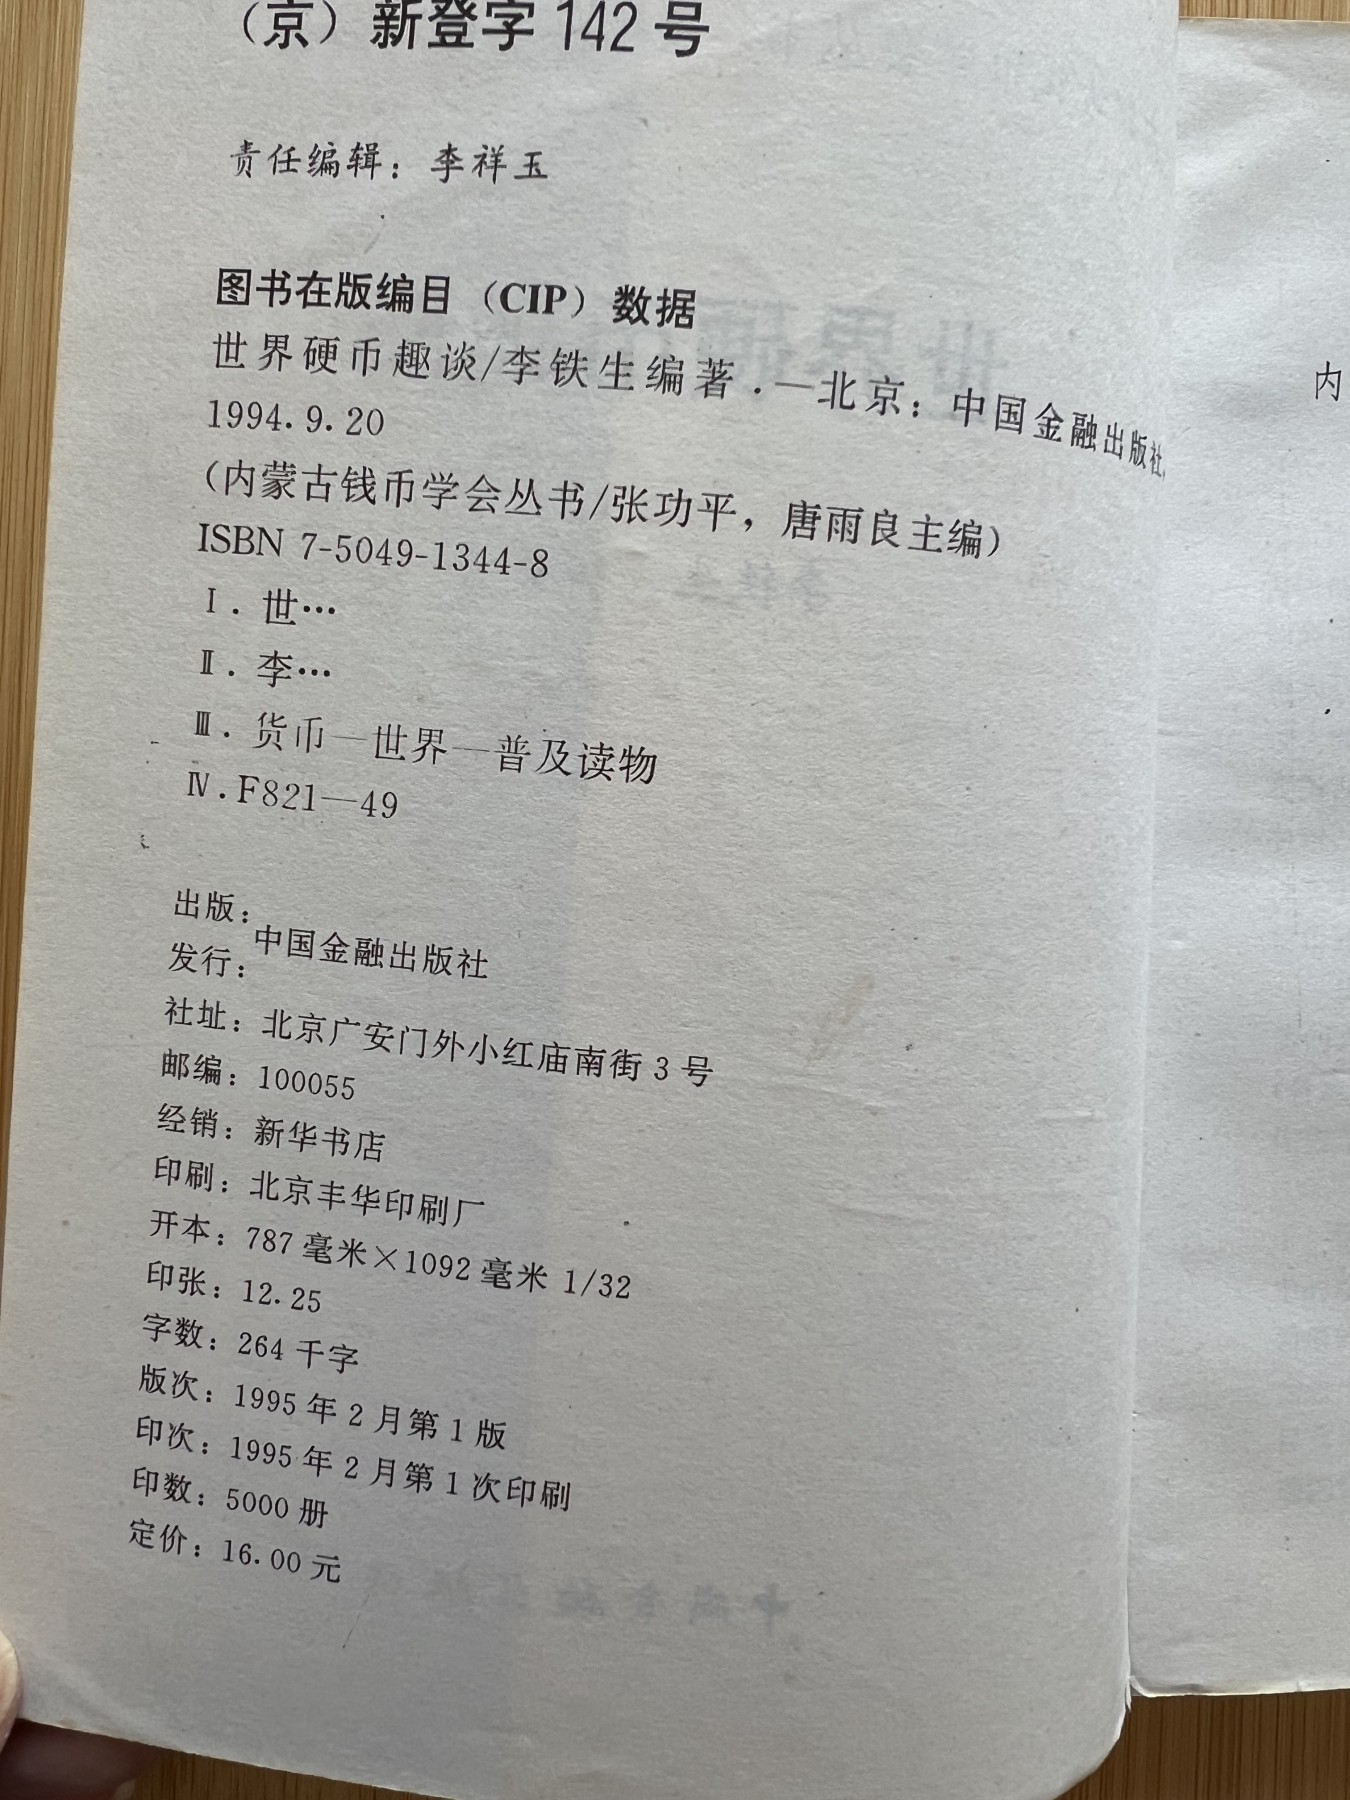 （京）新登字 142 号
责任编辑：李祥玉
图书在版编目（CIP）数据
世界硬币趣谈/李铁生编著．—北京：中国金融出版社，
1994.9.20
（内蒙古钱币学会丛书/张功平，唐雨良主编）
ISBN 7-5049-1344-8
Ⅰ．世…
Ⅱ．李…
Ⅲ．货币—世界—普及读物
Ⅳ．F821—49
出版：
中国金融出版社
发行：
社址：北京广安门外小红庙南街 3 号
邮编：100055
经销：新华书店
印刷：北京丰华印刷厂
开本：787 毫米×1092 毫米 1/32
印张：12.25
字数：264 千字
版次：1995 年 2 月第 1 版
印次：1995 年 2 月第 1 次印刷
印数：5000 册
定价：16.00 元
内